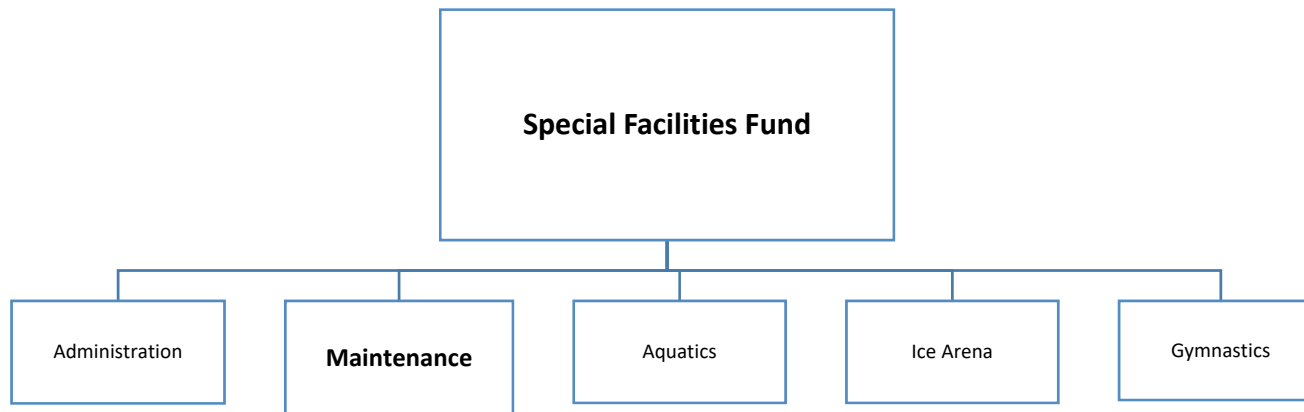 Special Facilities Fund
Administration
Maintenance
Aquatics
Ice Arena
Gymnastics